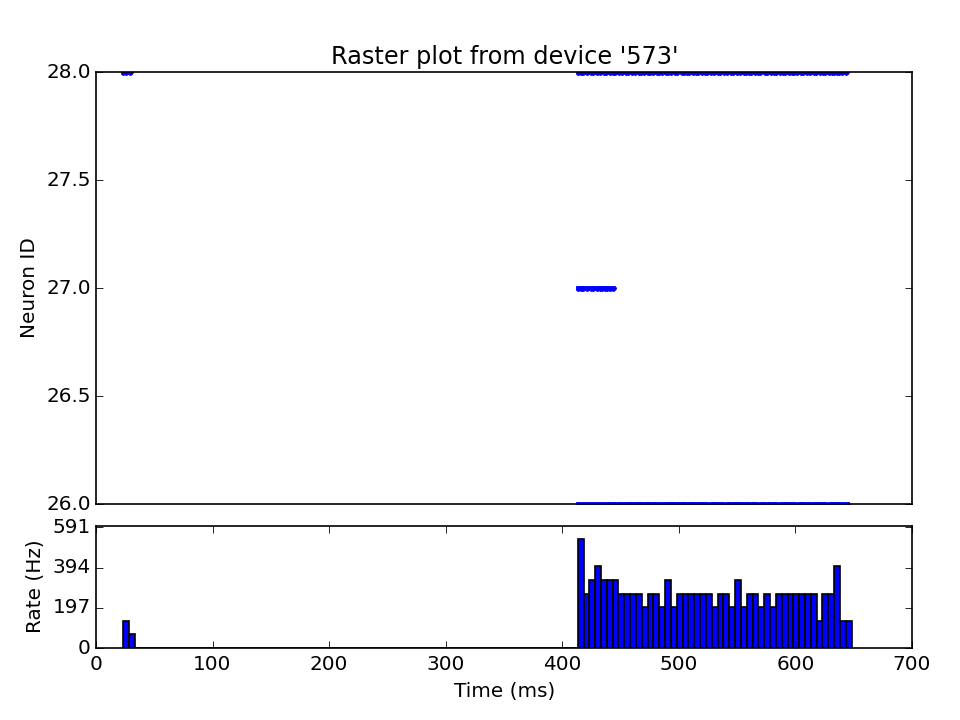 Raster plot from device '573'
28.0
27.5
27.0
26.5
26.0
Neuron ID
591
394
197
0
Rate (Hz)
0 100 200 300 400 500 600 700
Time (ms)